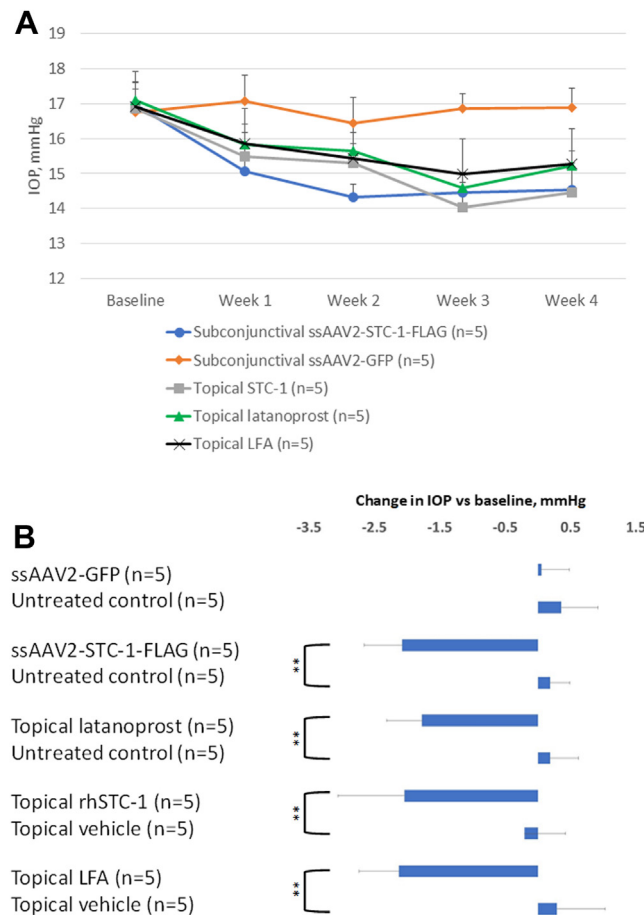 A
19
18
17
16
15
14
13
12
IOP, mmHg
Baseline Week 1 Week 2 Week 3 Week 4
Subconjunctival ssAAV2-STC-1-FLAG (n=5)
Subconjunctival ssAAV2-GFP (n=5)
Topical STC-1 (n=5)
Topical latanoprost (n=5)
Topical LFA (n=5)
Change in IOP vs baseline, mmHg
B
-3.5 -2.5 -1.5 -0.5 0.5 1.5
ssAAV2-GFP (n=5)
Untreated control (n=5)
ssAAV2-STC-1-FLAG (n=5)
Untreated control (n=5)
**
Topical latanoprost (n=5)
Untreated control (n=5)
**
Topical rhSTC-1 (n=5)
Topical vehicle (n=5)
**
Topical LFA (n=5)
Topical vehicle (n=5)
**